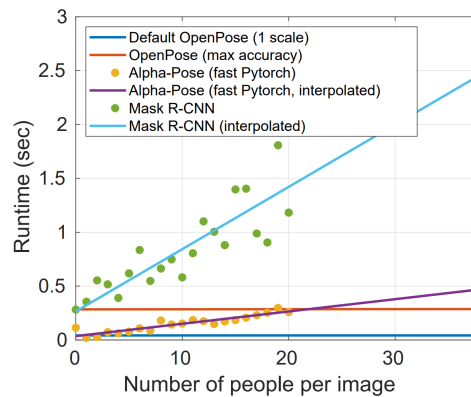 3
Default OpenPose (1 scale)
OpenPose (max accuracy)
2.5
Alpha-Pose (fast Pytorch)
Alpha-Pose (fast Pytorch, interpolated)
Mask R-CNN
2
Mask R-CNN (interpolated)
1.5
Runtime (sec)
1
0.5
0
0 10 20 30
Number of people per image